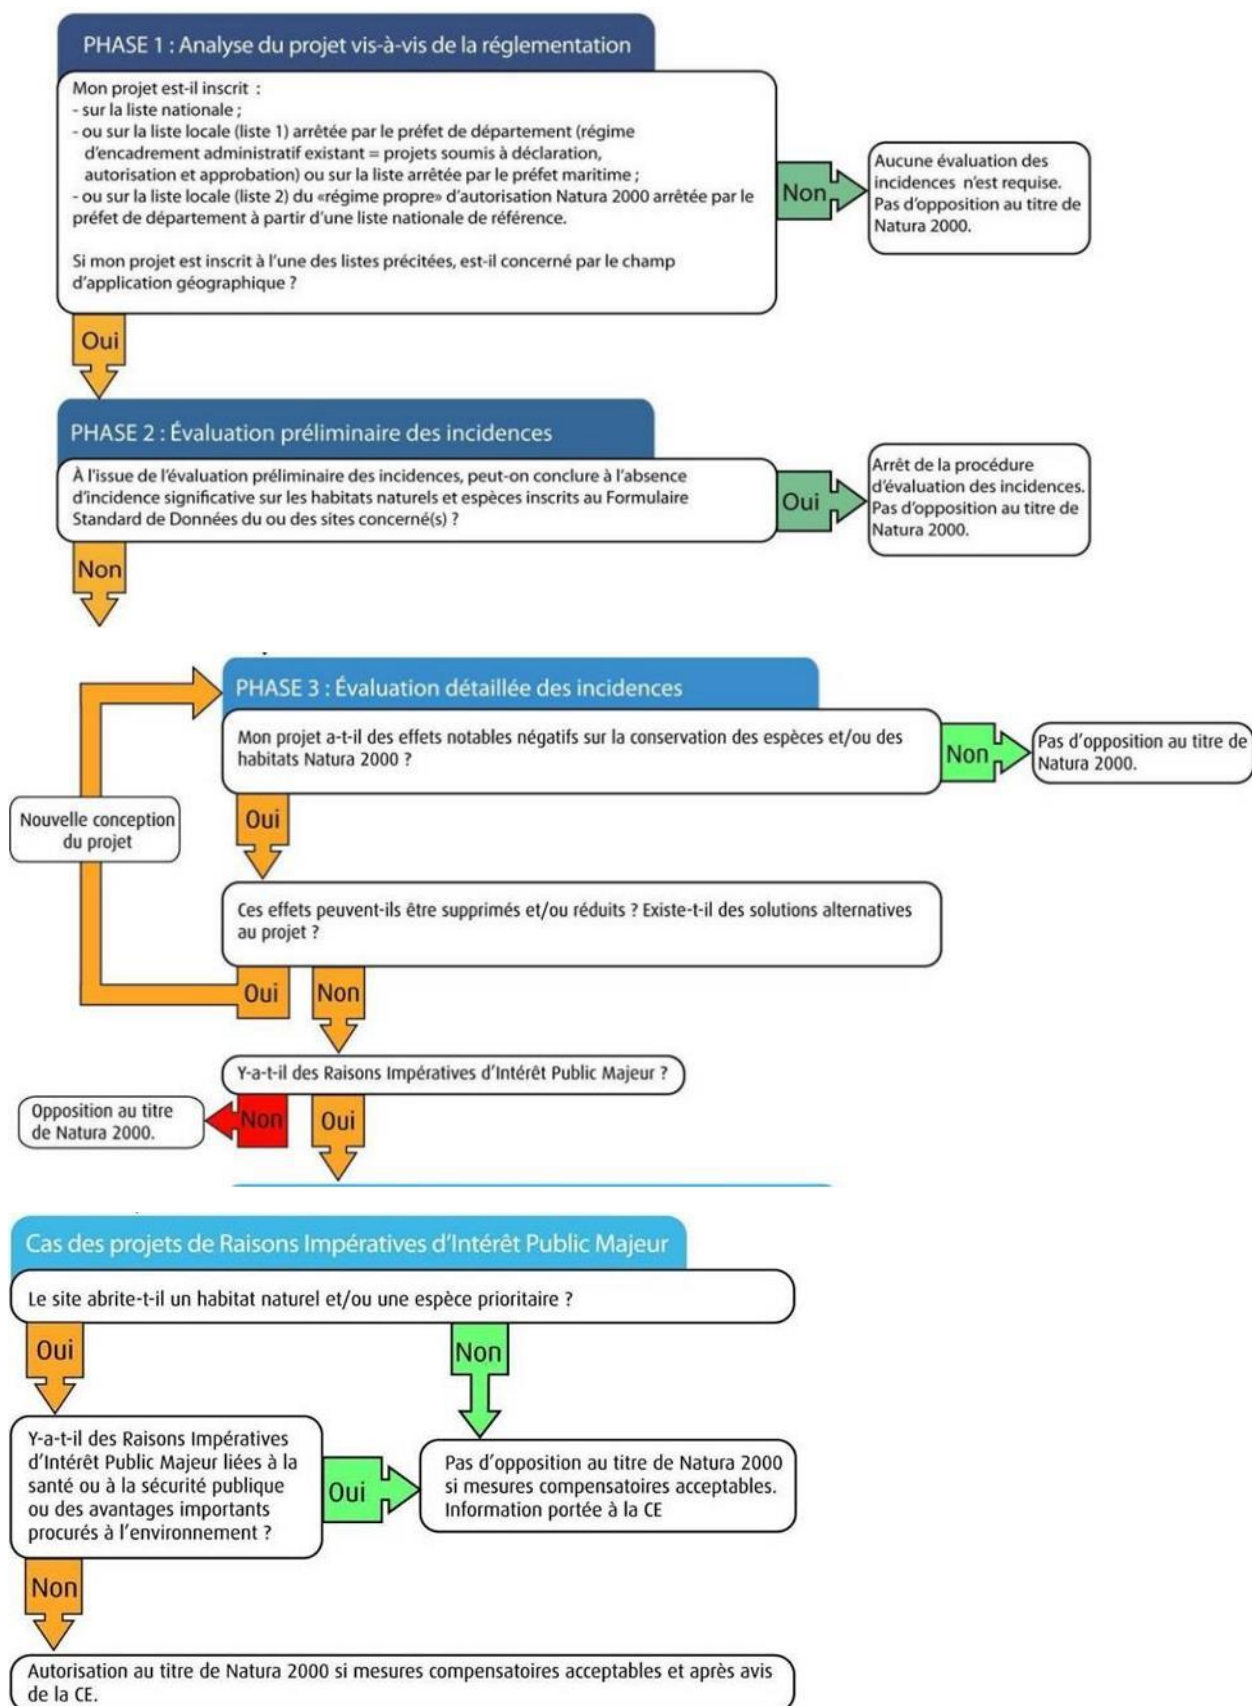 PHASE 1 : Analyse du projet vis-à-vis de la réglementation
Mon projet est-il inscrit :
- sur la liste nationale ;
- ou sur la liste locale (liste 1) arrêtée par le préfet de département (régime
d'encadrement administratif existant = projets soumis à déclaration,
autorisation et approbation) ou sur la liste arrêtée par le préfet maritime ;
- ou sur la liste locale (liste 2) du «régime propre» d'autorisation Natura 2000 arrêtée par le
préfet de département à partir d'une liste nationale de référence.
Si mon projet est inscrit à l'une des listes précitées, est-il concerné par le champ
d'application géographique ?
Non
Aucune évaluation des
incidences n'est requise.
Pas d'opposition au titre de
Natura 2000.
Oui
PHASE 2 : Évaluation préliminaire des incidences
À l'issue de l'évaluation préliminaire des incidences, peut-on conclure à l'absence
d'incidence significative sur les habitats naturels et espèces inscrits au Formulaire
Standard de Données du ou des sites concerné(s) ?
Oui
Arrêt de la procédure
d'évaluation des incidences.
Pas d'opposition au titre de
Natura 2000.
Non
PHASE 3 : Évaluation détaillée des incidences
Mon projet a-t-il des effets notables négatifs sur la conservation des espèces et/ou des
habitats Natura 2000 ?
Non
Pas d'opposition au titre de
Natura 2000.
Nouvelle conception
du projet
Oui
Ces effets peuvent-ils être supprimés et/ou réduits ? Existe-t-il des solutions alternatives
au projet ?
Oui
Non
Y-a-t-il des Raisons Impératives d'Intérêt Public Majeur ?
Opposition au titre
de Natura 2000.
Non
Oui
Cas des projets de Raisons Impératives d'Intérêt Public Majeur
Le site abrite-t-il un habitat naturel et/ou une espèce prioritaire ?
Oui
Non
Y-a-t-il des Raisons Impératives
d'Intérêt Public Majeur liées à la
santé ou à la sécurité publique
ou des avantages importants
procurés à l'environnement ?
Oui
Pas d'opposition au titre de Natura 2000
si mesures compensatoires acceptables.
Information portée à la CE
Non
Autorisation au titre de Natura 2000 si mesures compensatoires acceptables et après avis
de la CE.